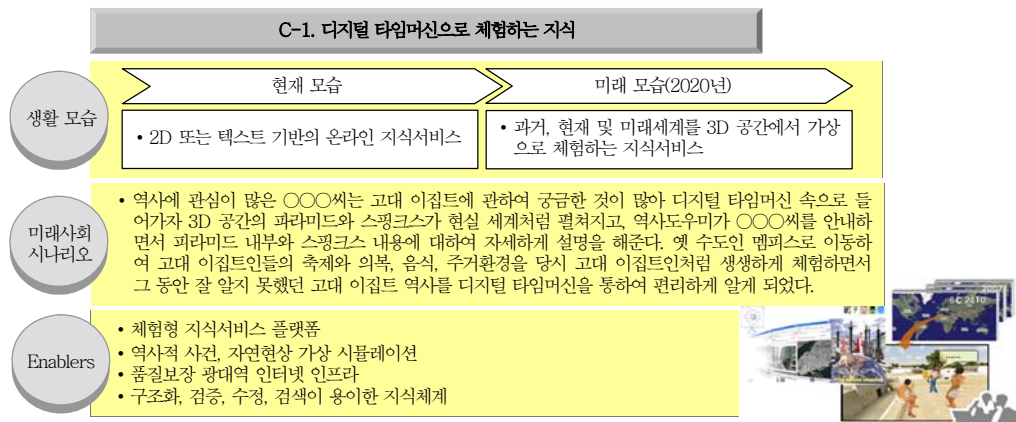 C-1. 디지털 타임머신으로 체험하는 지식
생활 모습
현재 모습
미래 모습(2020년)
• 2D 또는 텍스트 기반의 온라인 지식서비스
• 과거, 현재 및 미래세계를 3D 공간에서 가상
으로 체험하는 지식서비스
미래사회
시나리오
• 역사에 관심이 많은 ○○○씨는 고대 이집트에 관하여 궁금한 것이 많아 디지털 타임머신 속으로 들
어가자 3D 공간의 파라미드와 스핑크스가 현실 세계처럼 펼쳐지고, 역사도우미가 ○○○씨를 안내하
면서 피라미드 내부와 스핑크스 내용에 대하여 자세하게 설명을 해준다. 옛 수도인 멤피스로 이동하
여 고대 이집트인들의 축제와 의복, 음식, 주거환경을 당시 고대 이집트인처럼 생생하게 체험하면서
그 동안 잘 알지 못했던 고대 이집트 역사를 디지털 타임머신을 통하여 편리하게 알게 되었다.
Enablers
• 체험형 지식서비스 플랫폼
• 역사적 사건, 자연현상 가상 시뮬레이션
• 품질보장 광대역 인터넷 인프라
• 구조화, 검증, 수정, 검색이 용이한 지식체계